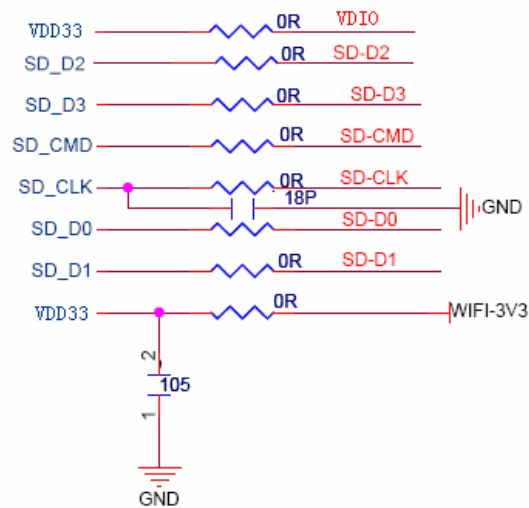 VDD33 0R VDIO
SD_D2 0R SD-D2
SD_D3 0R SD-D3
SD_CMD 0R SD-CMD
SD_CLK 0R SD-CLK
18P GND
SD_D0 SD-D0
SD_D1 0R SD-D1
VDD33 0R WIFI-3V3
2
105
1
GND